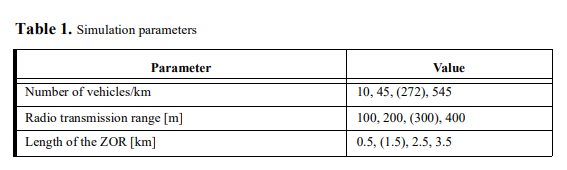 Table 1. Simulation parameters
Parameter Value
Number of vehicles/km 10, 45, (272), 545
Radio transmission range [m] 100, 200, (300), 400
Length of the ZOR [km] 0.5, (1.5), 2.5, 3.5